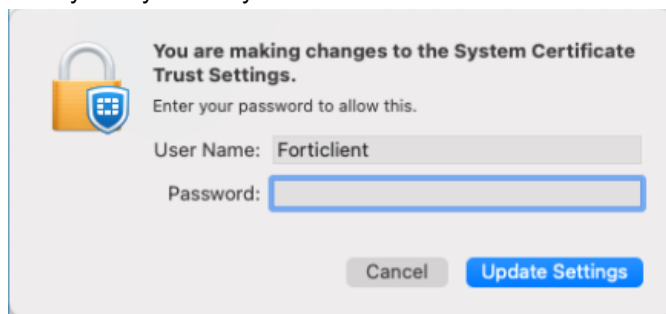 You are making changes to the System Certificate
Trust Settings.
Enter your password to allow this.
User Name: Forticlient
Password:
Cancel Update Settings